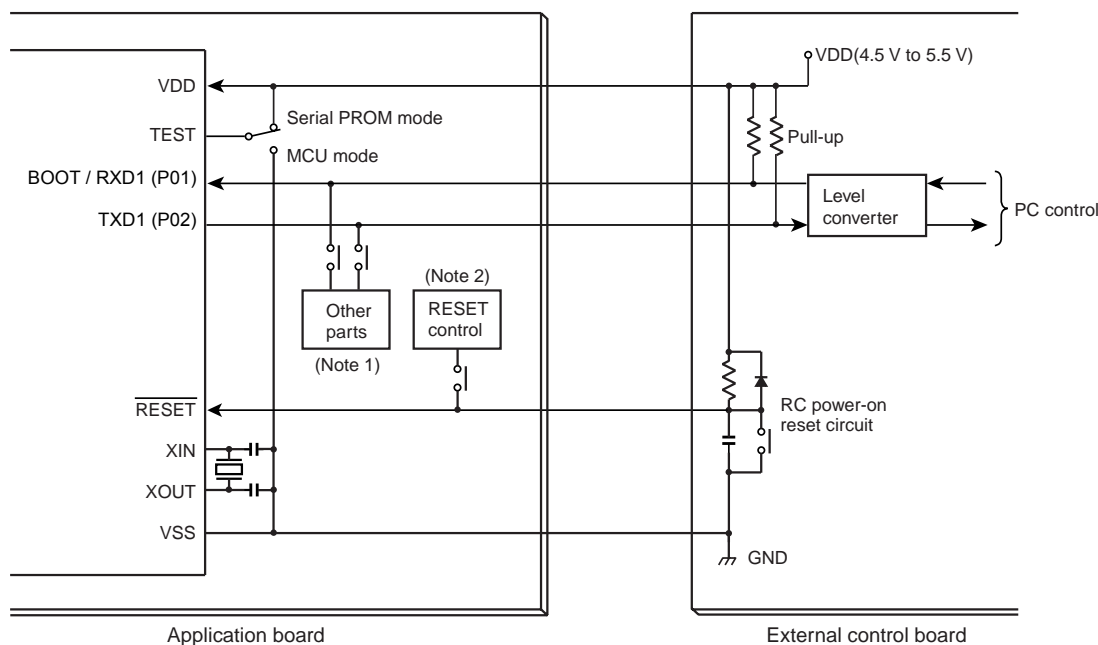 VDD(4.5 V to 5.5 V)
VDD
Serial PROM mode
TEST
Pull-up
MCU mode
BOOT / RXD1 (P01)
Level
converter
PC control
TXD1 (P02)
(Note 2)
Other
parts
RESET
control
(Note 1)
RESET
RC power-on
reset circuit
XIN
XOUT
VSS
GND
Application board
External control board